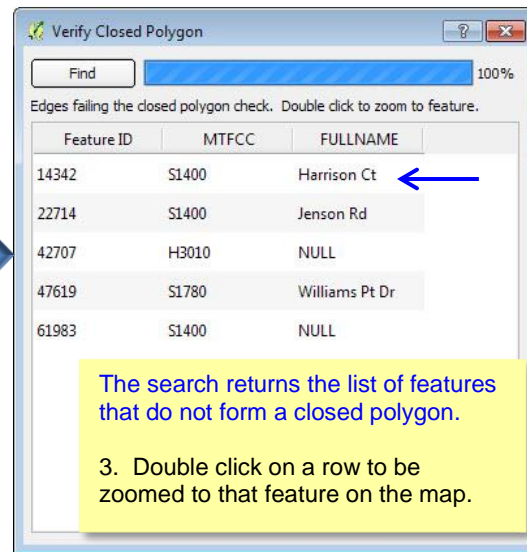 Verify Closed Polygon
Find 100%
Edges failing the closed polygon check. Double click to zoom to feature.
Feature ID MTFCC FULLNAME
14342 S1400 Harrison Ct
22714 S1400 Jenson Rd
42707 H3010 NULL
47619 S1780 Williams Pt Dr
61983 S1400 NULL
The search returns the list of features
that do not form a closed polygon.
3. Double click on a row to be
zoomed to that feature on the map.